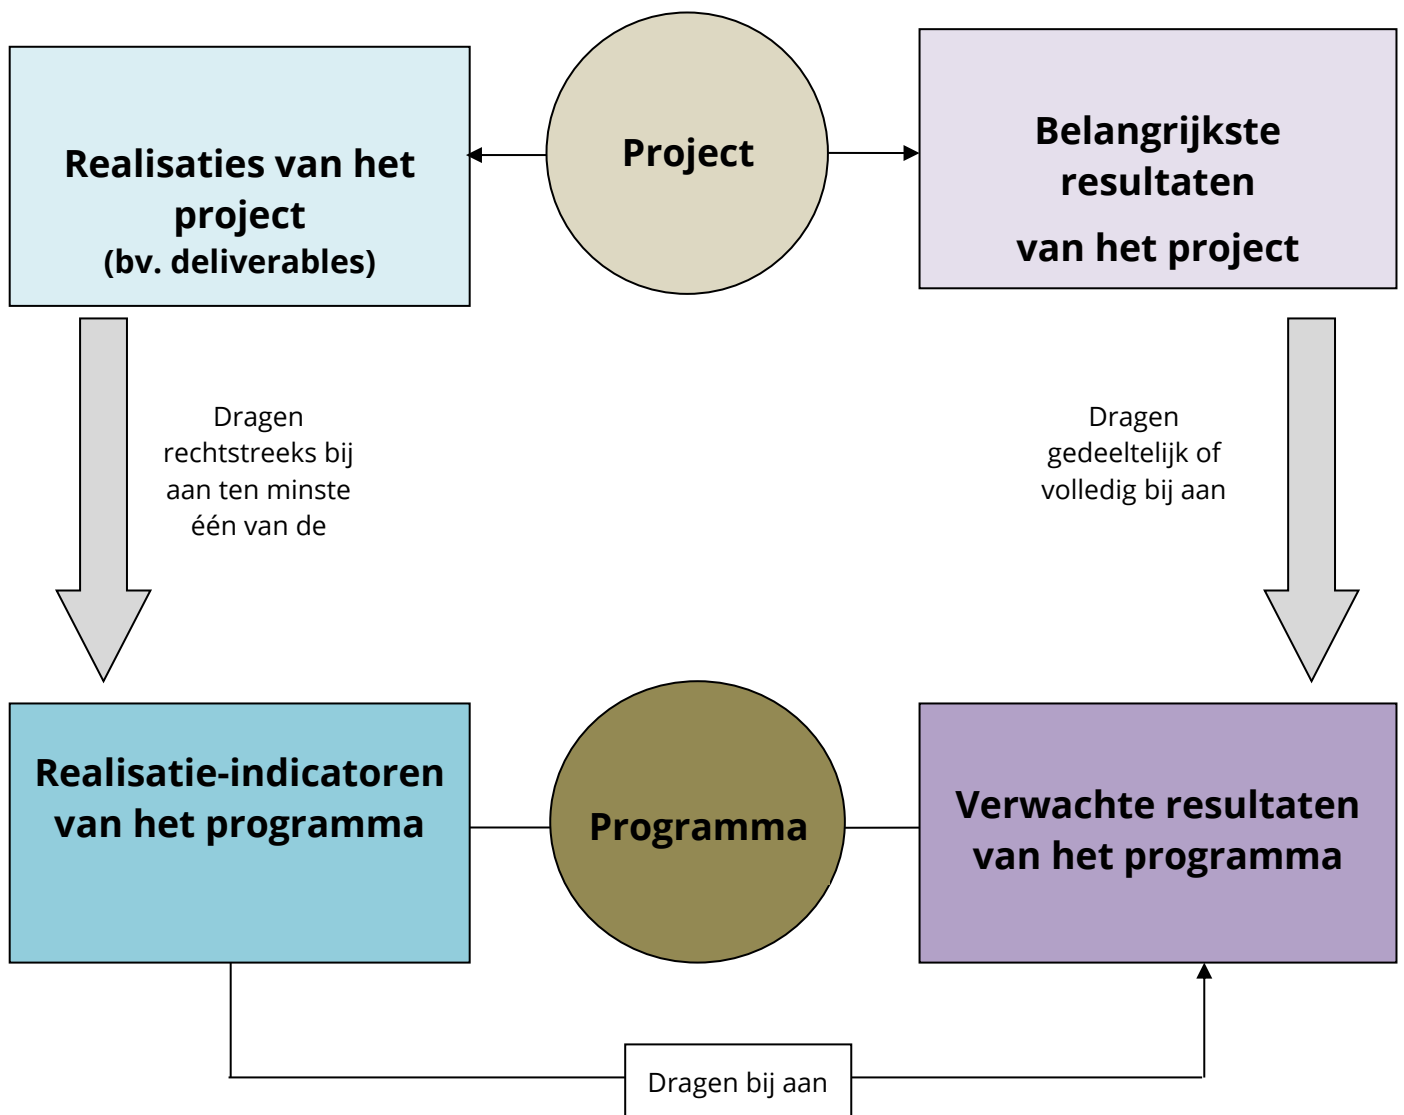 Realisaties van het
project
(bv. deliverables)
Project
Belangrijkste
resultaten
van het project
Dragen
rechtstreeks bij
aan ten minste
één van de
Dragen
gedeeltelijk of
volledig bij aan
Realisatie-indicatoren
van het programma
Programma
Verwachte resultaten
van het programma
Dragen bij aan